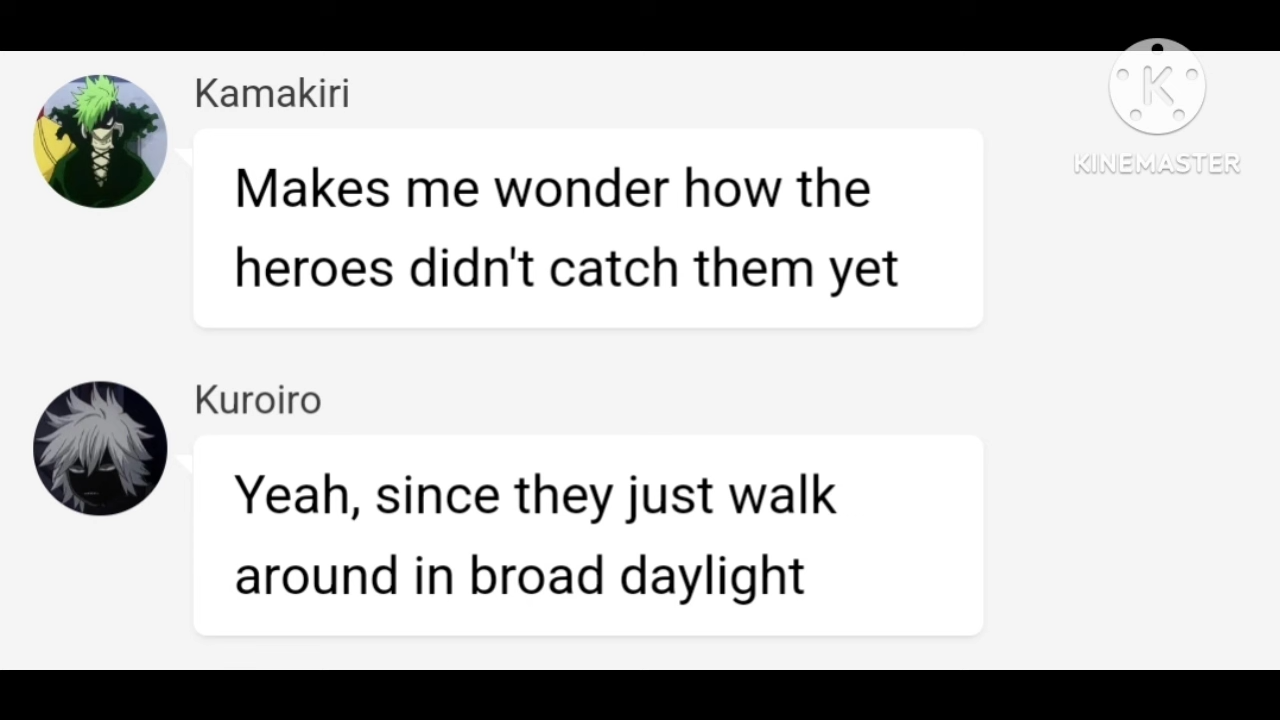 Kamakiri
K
KINEMASTER
Makes me wonder how the
heroes didn't catch them yet
Kuroiro
Yeah, since they just walk
around in broad daylight